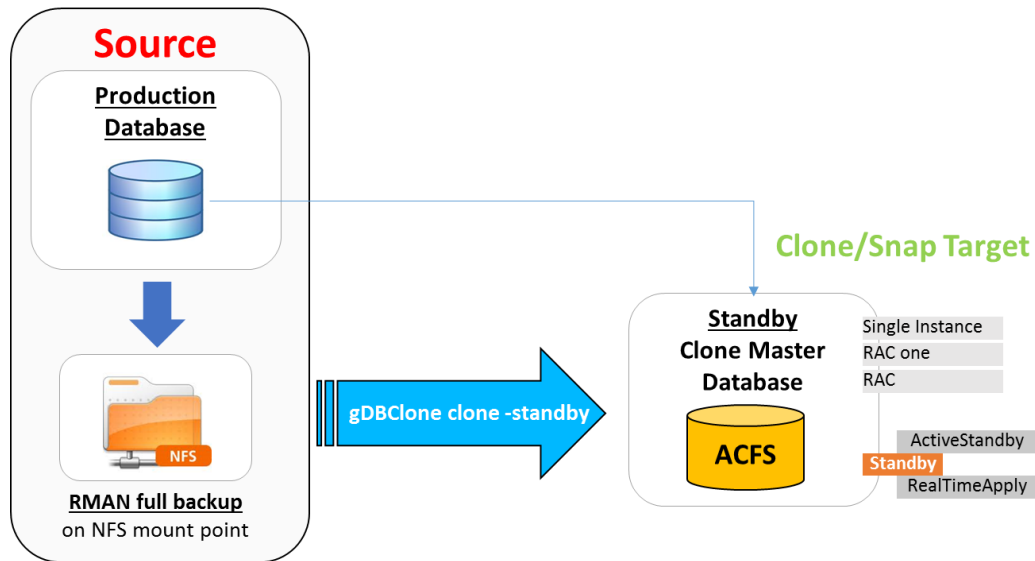 Source
Production
Database
NFS
RMAN full backup
on NFS mount point
gDBClone clone -standby
Clone/Snap Target
Standby
Clone Master
Database
ACFS
Single Instance
RAC one
RAC
ActiveStandby
Standby
RealTimeApply